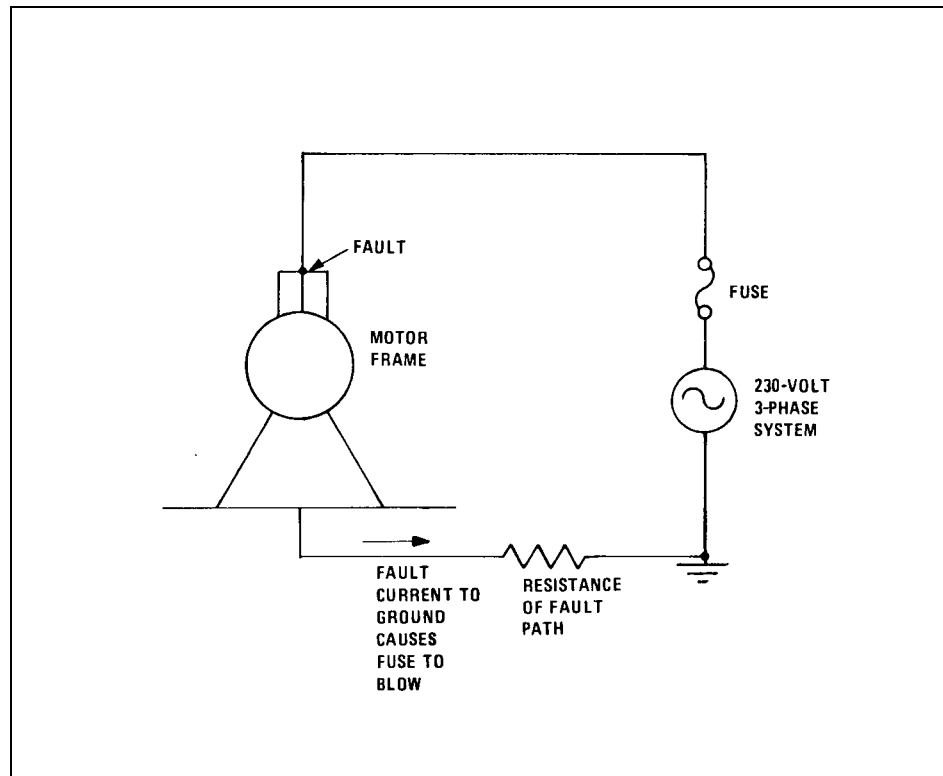 FAULT
MOTOR
FRAME
FUSE
230-VOLT
3-PHASE
SYSTEM
FAULT
CURRENT TO
GROUND
CAUSES
FUSE TO
BLOW
RESISTANCE
OF FAULT
PATH